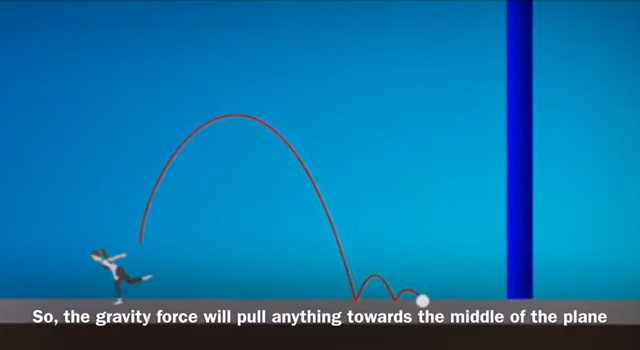 So, the gravity force will pull anything towards the middle of the plane